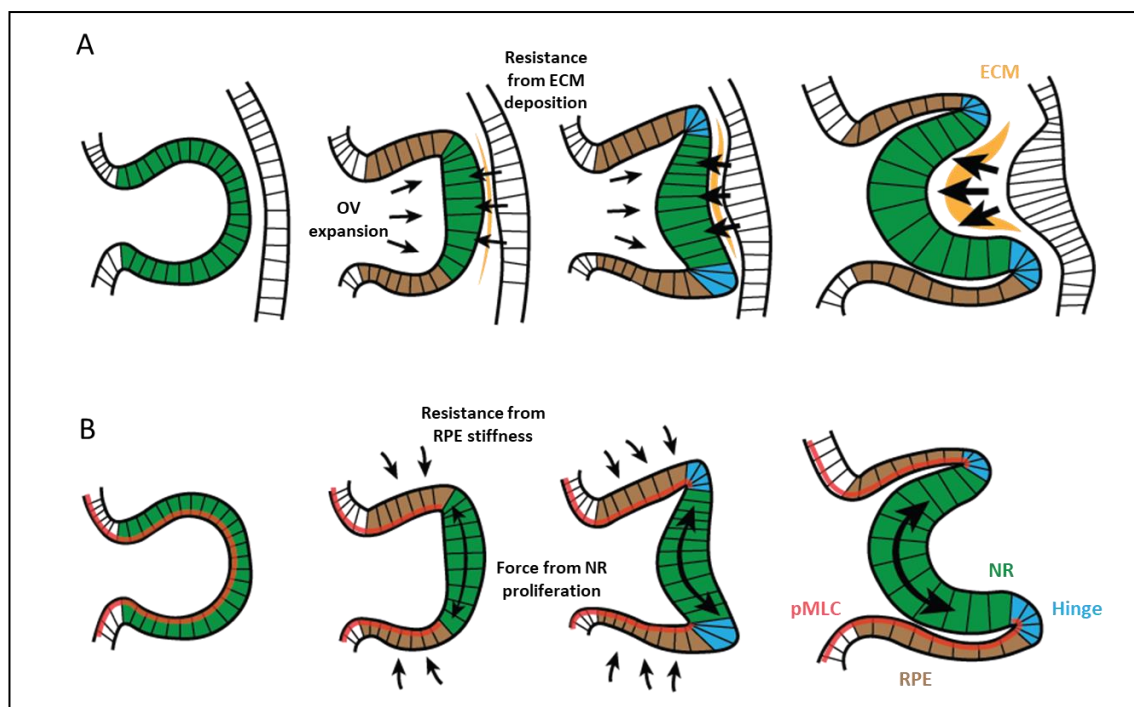 A
Resistance
from ECM
deposition
ECM
OV
expansion
B
Resistance from
RPE stiffness
Force from NR
proliferation
NR
pMLC
Hinge
RPE